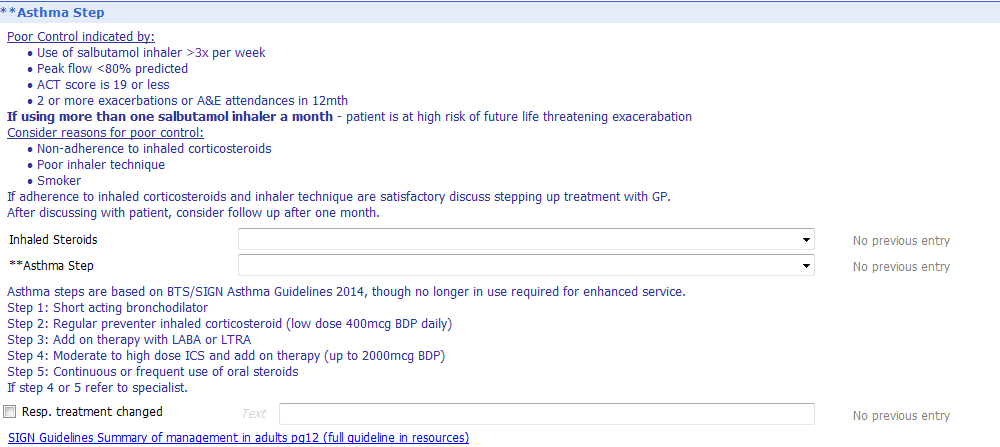 **Asthma Step
Poor Control indicated by:
• Use of salbutamol inhaler >3x per week
• Peak flow <80% predicted
• ACT score is 19 or less
• 2 or more exacerbations or A&E attendances in 12mth
If using more than one salbutamol inhaler a month - patient is at high risk of future life threatening exacerabation
Consider reasons for poor control:
• Non-adherence to inhaled corticosteroids
• Poor inhaler technique
• Smoker
If adherence to inhaled corticosteroids and inhaler technique are satisfactory discuss stepping up treatment with GP.
After discussing with patient, consider follow up after one month.
Inhaled Steroids No previous entry
**Asthma Step No previous entry
Asthma steps are based on BTS/SIGN Asthma Guidelines 2014, though no longer in use required for enhanced service.
Step 1: Short acting bronchodilator
Step 2: Regular preventer inhaled corticosteroid (low dose 400mcg BDP daily)
Step 3: Add on therapy with LABA or LTRA
Step 4: Moderate to high dose ICS and add on therapy (up to 2000mcg BDP)
Step 5: Continuous or frequent use of oral steroids
If step 4 or 5 refer to specialist.
Resp. treatment changed Text No previous entry
SIGN Guidelines Summary of management in adults pg12 (full guideline in resources)